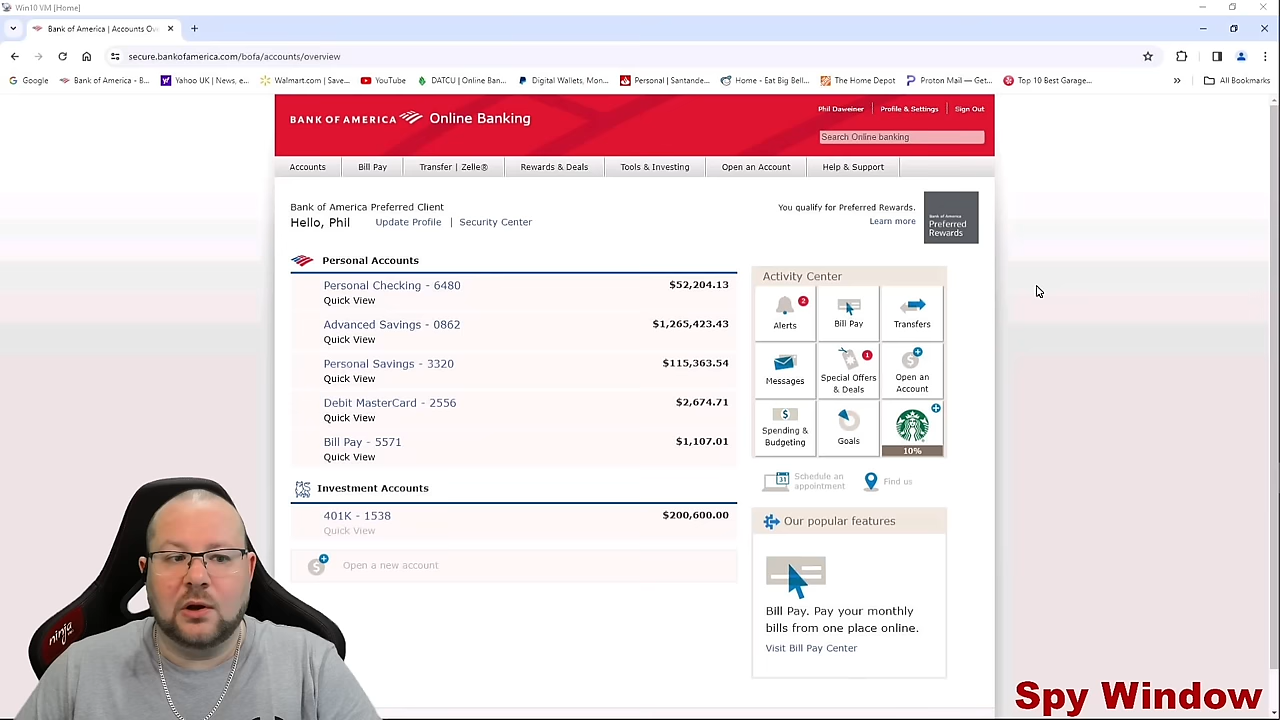 Win10 VM [Home]
Bank of America | Accounts Ov
secure.bankofamerica.com/bofa/accounts/overview
Google
Bank of America - B...
Yahoo UK | News, e...
Walmart.com | Save...
YouTube
DATCU | Online Ban...
Digital Wallets, Mon...
Personal | Santande...
Home - Eat Big Bell...
The Home Depot
Proton Mail — Get...
Top 10 Best Garage...
All Bookmarks
BANK OF AMERICA Online Banking
Phil Daweiner Profile & Settings Sign Out
Search Online banking
Accounts Bill Pay Transfer | Zelle® Rewards & Deals Tools & Investing Open an Account Help & Support
Bank of America Preferred Client
Hello, Phil Update Profile | Security Center
You qualify for Preferred Rewards.
Learn more
Bank of America
Preferred
Rewards
Personal Accounts
Personal Checking - 6480 $52,204.13
Quick View
Advanced Savings - 0862 $1,265,423.43
Quick View
Personal Savings - 3320 $115,363.54
Quick View
Debit MasterCard - 2556 $2,674.71
Quick View
Bill Pay - 5571 $1,107.01
Quick View
Investment Accounts
401K - 1538 $200,600.00
Quick View
Open a new account
Activity Center
2
Alerts
Bill Pay
Transfers
Messages
1
Special Offers
& Deals
Open an
Account
Spending &
Budgeting
Goals
10%
31
Schedule an
appointment
Find us
Our popular features
Bill Pay. Pay your monthly
bills from one place online.
Visit Bill Pay Center
ninja
Spy Window